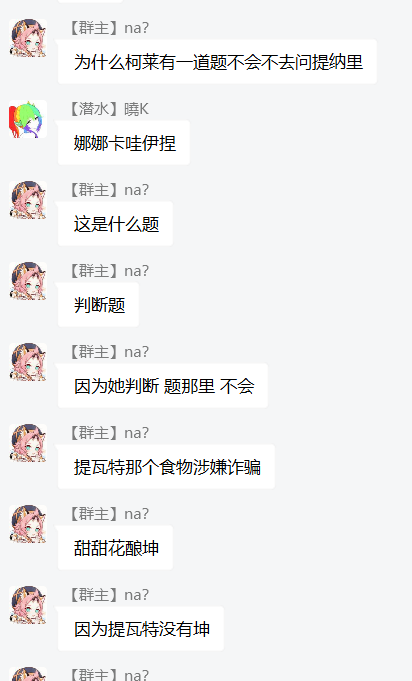 【群主】na?
为什么柯莱有一道题不会不去问提纳里
【潜水】曉K
娜娜卡哇伊捏
【群主】na?
这是什么题
【群主】na?
判断题
【群主】na?
因为她判断 题那里 不会
【群主】na?
提瓦特那个食物涉嫌诈骗
【群主】na?
甜甜花酿坤
【群主】na?
因为提瓦特没有坤
【群主】na?